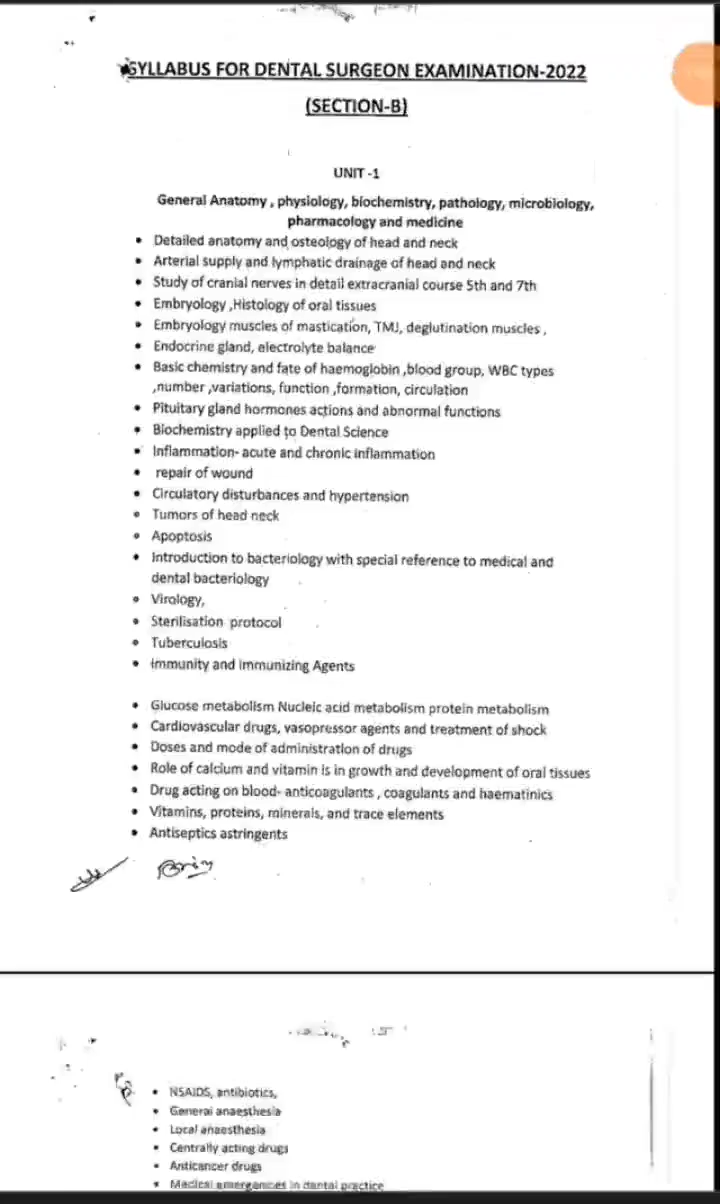 SYLLABUS FOR DENTAL SURGEON EXAMINATION-2022
(SECTION-B)
UNIT -1
General Anatomy , physiology, biochemistry, pathology, microbiology,
pharmacology and medicine
• Detailed anatomy and osteology of head and neck
• Arterial supply and lymphatic drainage of head and neck
• Study of cranial nerves in detail extracranial course 5th and 7th
• Embryology ,Histology of oral tissues
• Embryology muscles of mastication, TMJ, deglutination muscles ,
• Endocrine gland, electrolyte balance
• Basic chemistry and fate of haemoglobin ,blood group, WBC types
,number ,variations, function ,formation, circulation
• Pituitary gland hormones actions and abnormal functions
• Biochemistry applied to Dental Science
• Inflammation- acute and chronic inflammation
• repair of wound
• Circulatory disturbances and hypertension
• Tumors of head neck
• Apoptosis
• Introduction to bacteriology with special reference to medical and
dental bacteriology
• Virology,
• Sterilisation protocol
• Tuberculosis
• Immunity and Immunizing Agents
• Glucose metabolism Nucleic acid metabolism protein metabolism
• Cardiovascular drugs, vasopressor agents and treatment of shock
• Doses and mode of administration of drugs
• Role of calcium and vitamin is in growth and development of oral tissues
• Drug acting on blood- anticoagulants , coagulants and haematinics
• Vitamins, proteins, minerals, and trace elements
• Antiseptics astringents
• NSAIDS, antibiotics,
• General anaesthesia
• Local anaesthesia
• Centrally acting drugs
• Anticancer drugs
• Medical emergencies in dental practice